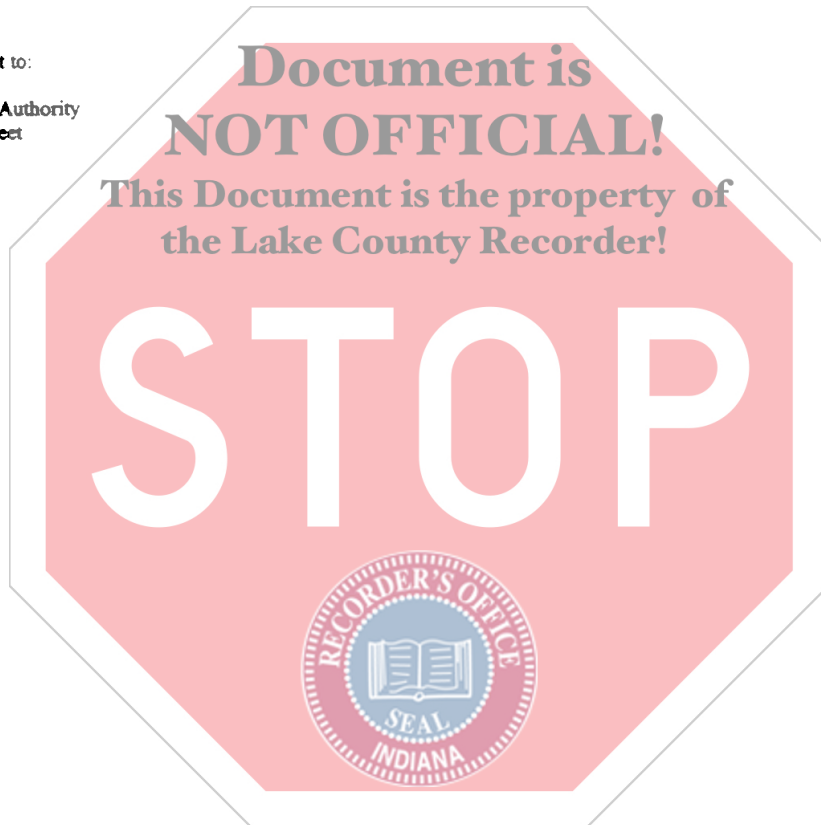 t to:
Authority
eet
Document is
NOT OFFICIAL!
This Document is the property of
the Lake County Recorder!
STOP
RECORDER'S OFFICE
SEAL
INDIANA